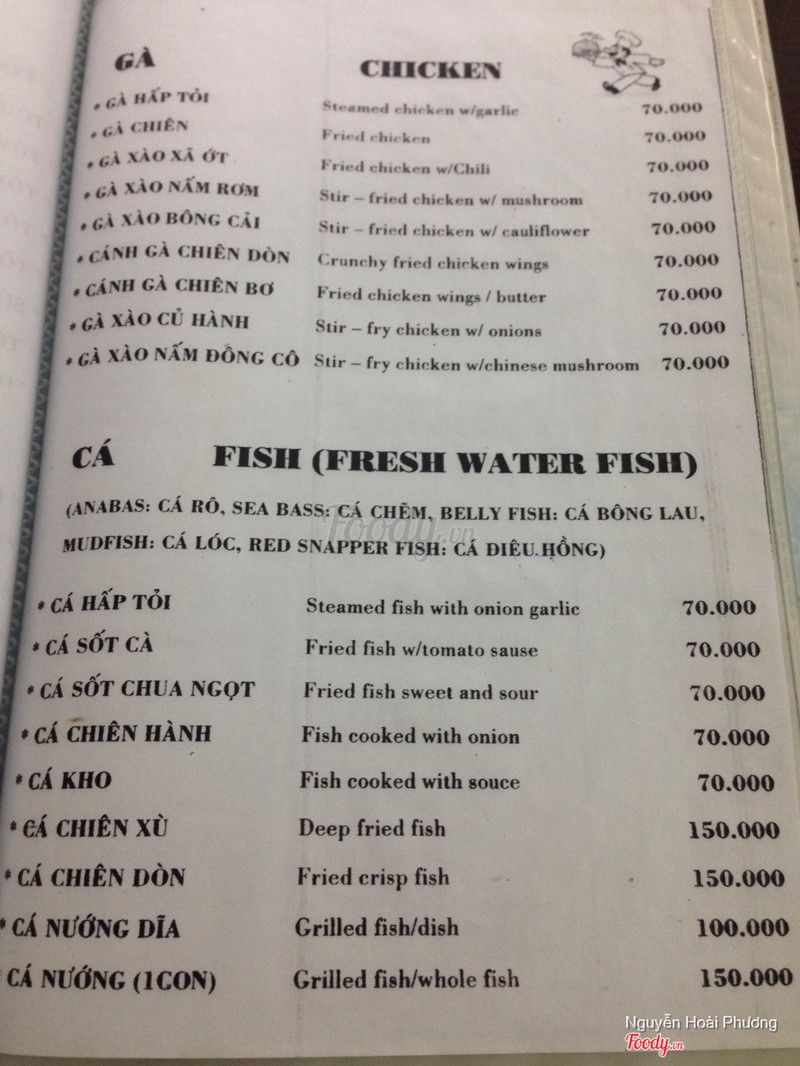 GÀ CHICKEN
* GÀ HẤP TỎI Steamed chicken w/garlic 70.000
* GÀ CHIÊN Fried chicken 70.000
* GÀ XÀO XÃ ỚT Fried chicken w/Chili 70.000
* GÀ XÀO NẤM RƠM Stir – fried chicken w/ mushroom 70.000
* GÀ XÀO BÔNG CẢI Stir – fried chicken w/ cauliflower 70.000
* CÁNH GÀ CHIÊN DÒN Crunchy fried chicken wings 70.000
* CÁNH GÀ CHIÊN BƠ Fried chicken wings / butter 70.000
* GÀ XÀO CỦ HÀNH Stir – fry chicken w/ onions 70.000
* GÀ XÀO NẤM ĐÔNG CÔ Stir – fry chicken w/chinese mushroom 70.000
CÁ FISH (FRESH WATER FISH)
(ANABAS: CÁ RÔ, SEA BASS: CÁ CHẼM, BELLY FISH: CÁ BÔNG LAU,
MUDFISH: CÁ LÓC, RED SNAPPER FISH: CÁ ĐIÊU HỒNG)
* CÁ HẤP TỎI Steamed fish with onion garlic 70.000
* CÁ SỐT CÀ Fried fish w/tomato sause 70.000
* CÁ SỐT CHUA NGỌT Fried fish sweet and sour 70.000
* CÁ CHIÊN HÀNH Fish cooked with onion 70.000
* CÁ KHO Fish cooked with souce 70.000
* CÁ CHIÊN XÙ Deep fried fish 150.000
* CÁ CHIÊN DÒN Fried crisp fish 150.000
* CÁ NƯỚNG DĨA Grilled fish/dish 100.000
CÁ NƯỚNG (1CON) Grilled fish/whole fish 150.000
Foody.vn
Nguyễn Hoài Phương
Foody.vn